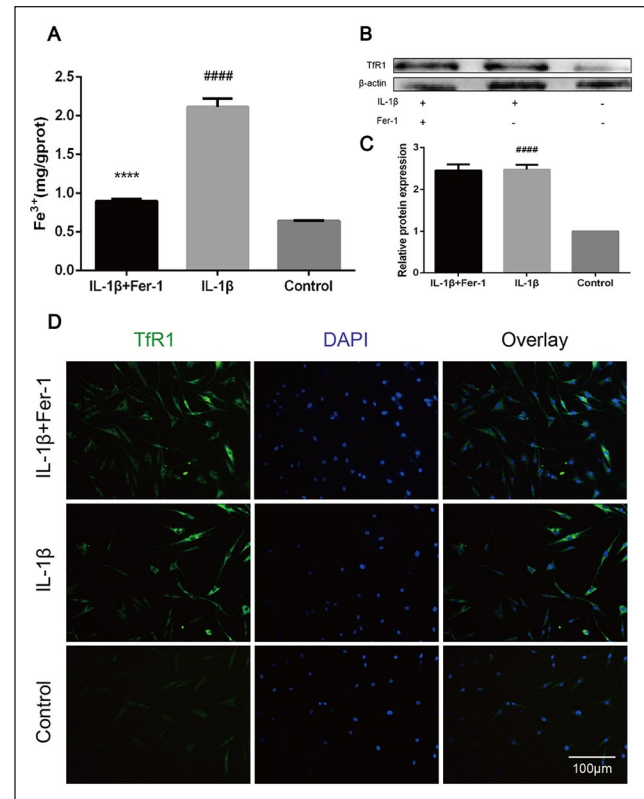 A
####
2.5
2.0
1.5
1.0
0.5
0.0
Fe³⁺(mg/gprot)
****
IL-1β+Fer-1
IL-1β
Control
B
TfR1
β-actin
IL-1β + + -
Fer-1 + - -
C
####
3
2
1
0
Relative protein expression
IL-1β+Fer-1
IL-1β
Control
D
TfR1 DAPI Overlay
IL-1β+Fer-1
IL-1β
Control
100μm